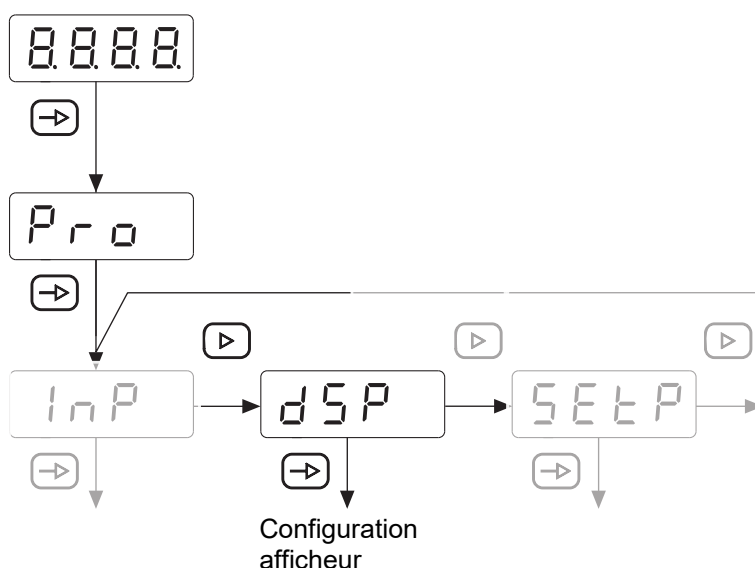 8.8.8.8.
Pro
InP
dSP
SEtP
Configuration
afficheur